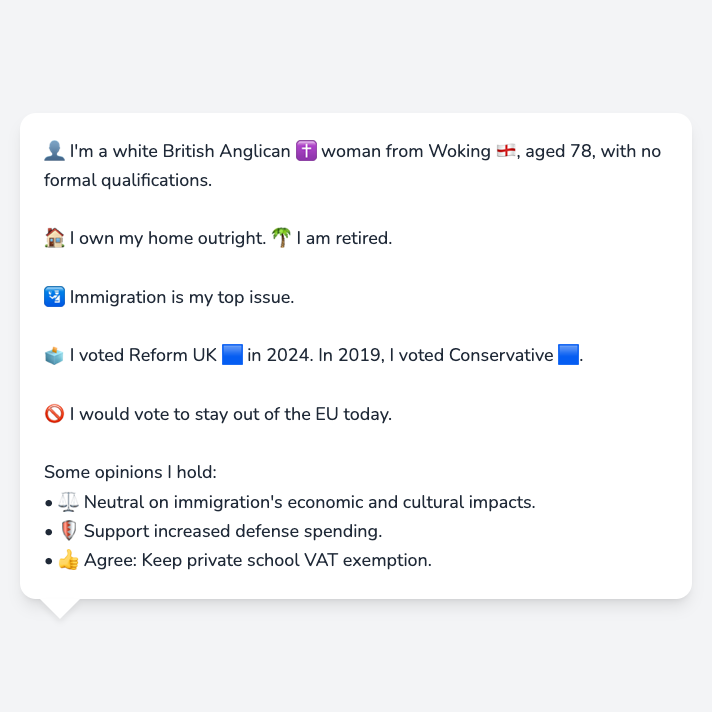 👤 I'm a white British Anglican ✝️ woman from Woking 🏴󠁧󠁢󠁥󠁮󠁧󠁿, aged 78, with no
formal qualifications.
🏠 I own my home outright. 🌴 I am retired.
🛂 Immigration is my top issue.
🗳️ I voted Reform UK 🟦 in 2024. In 2019, I voted Conservative 🟦.
🚫 I would vote to stay out of the EU today.
Some opinions I hold:
• ⚖️ Neutral on immigration's economic and cultural impacts.
• 🛡️ Support increased defense spending.
• 👍 Agree: Keep private school VAT exemption.